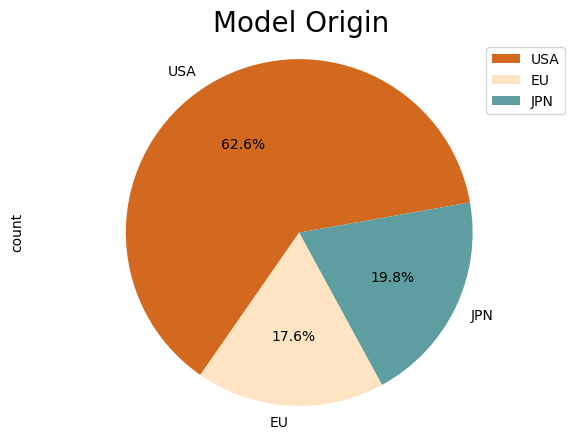 Model Origin
USA
EU
JPN
USA
62.6%
count
19.8%
JPN
17.6%
EU